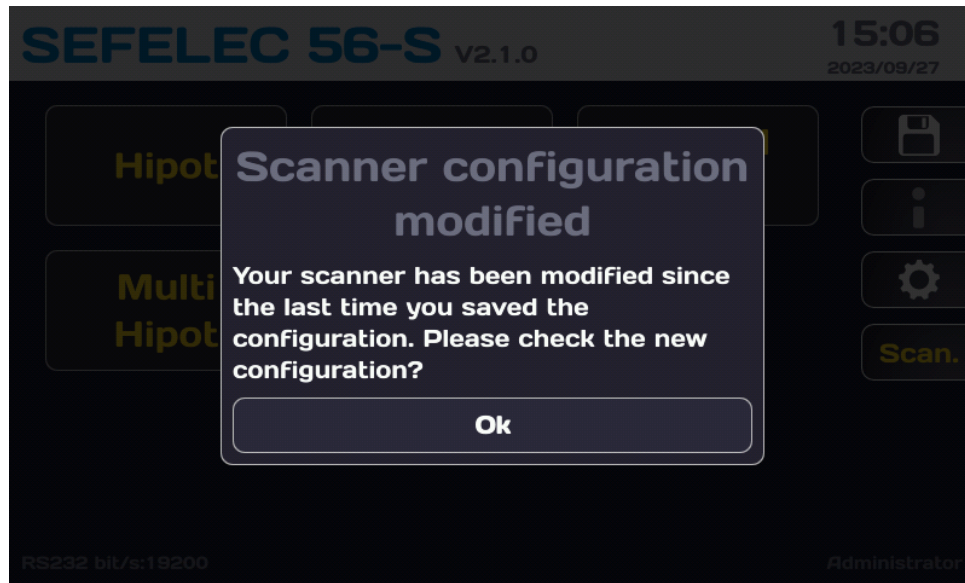 SEFELEC 56-S V2.1.0
15:06
2023/09/27
Hipot
Scanner configuration
modified
Your scanner has been modified since
the last time you saved the
configuration. Please check the new
configuration?
Ok
Multi
Hipot
Scan.
RS232 bit/s:19200
Administrator